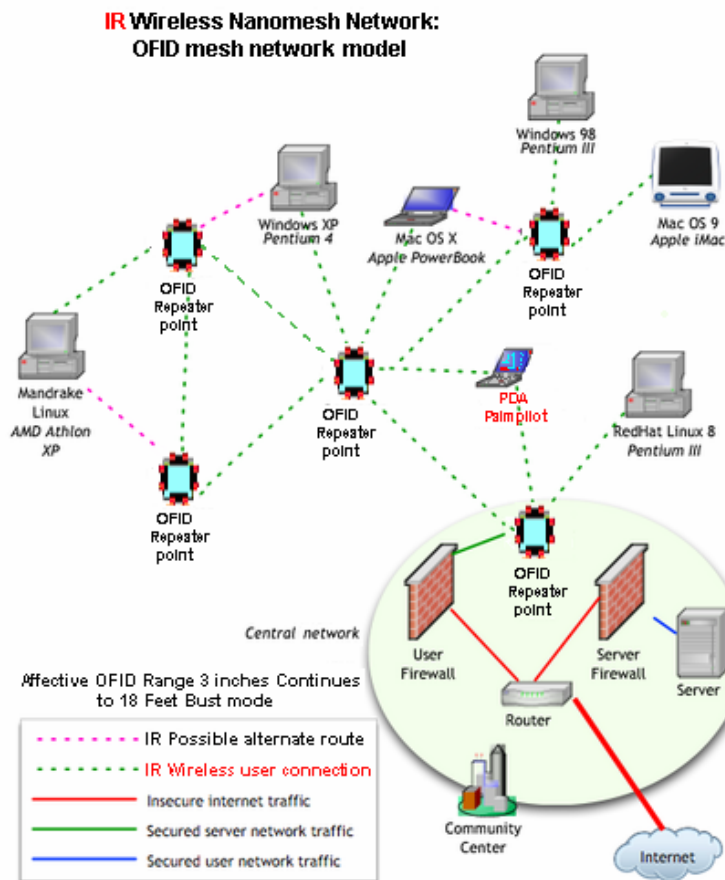 IR Wireless Nanomesh Network:
OFID mesh network model
Windows 98
Pentium III
Windows XP
Pentium 4
Mac OS X
Apple PowerBook
Mac OS 9
Apple iMac
OFID
Repeater
point
OFID
Repeater
point
Mandrake
Linux
AMD Athlon
XP
OFID
Repeater
point
PDA
Palmpilot
RedHat Linux 8
Pentium III
OFID
Repeater
point
OFID
Repeater
point
Central network
User
Firewall
Server
Firewall
Server
Router
Affective OFID Range 3 inches Continues
to 18 Feet Bust mode
IR Possible alternate route
IR Wireless user connection
Insecure internet traffic
Secured server network traffic
Secured user network traffic
Community
Center
Internet